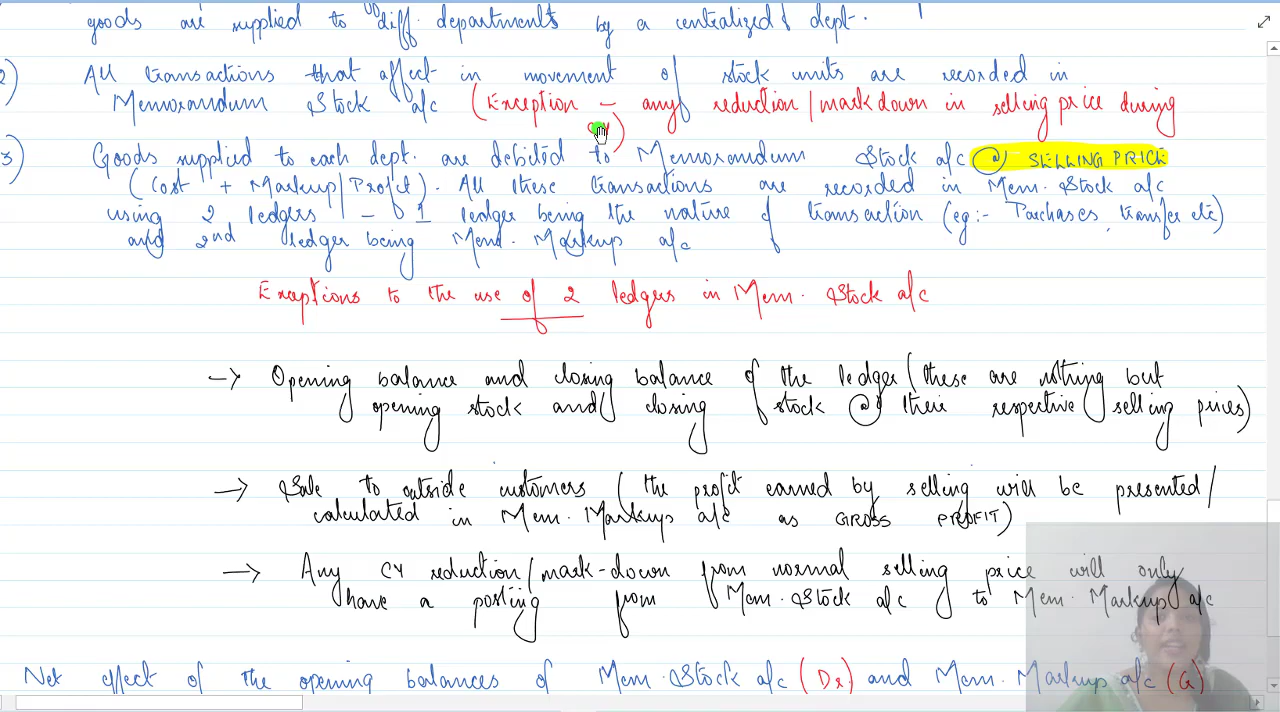 goods are supplied to diff. departments by a centralized dept.
2) All transactions that affect in movement of stock units are recorded in
Memorandum Stock a/c (Exception – any reduction/markdown in selling price during
CY)
3) Goods supplied to each dept. are debited to Memorandum Stock a/c @ SELLING PRICE
(Cost + Markup/Profit). All these transactions are recorded in Mem. Stock a/c
using 2 ledgers – 1 ledger being the nature of transaction (eg:- Purchases, transfer etc)
and 2nd ledger being Mem. Markup a/c
Exceptions to the use of 2 ledgers in Mem. Stock a/c
→ Opening balance and closing balance of the ledger (these are nothing but
opening stock and closing stock @ their respective selling prices)
→ Sale to outside customers (the profit earned by selling will be presented/
calculated in Mem. Markup a/c as GROSS PROFIT)
→ Any CY reduction/mark-down from normal selling price will only
have a posting from Mem. Stock a/c to Mem. Markup a/c
Net effect of the opening balances of Mem. Stock a/c (Dr) and Mem. Markup a/c (Cr)